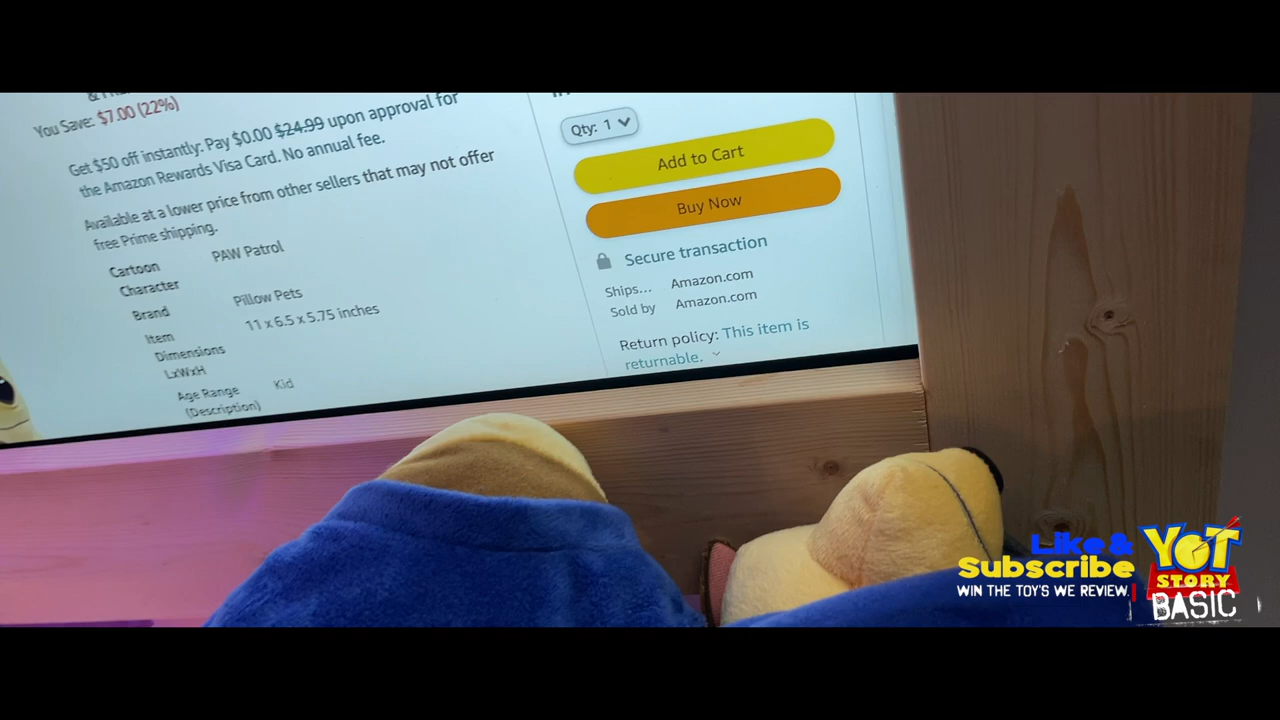 You Save: $7.00 (22%)
Get $50 off instantly: Pay $0.00 $24.99 upon approval for
the Amazon Rewards Visa Card. No annual fee.
Available at a lower price from other sellers that may not offer
free Prime shipping.
Cartoon Character PAW Patrol
Brand Pillow Pets
Item Dimensions LxWxH 11 x 6.5 x 5.75 inches
Age Range (Description) Kid
Qty: 1
Add to Cart
Buy Now
Secure transaction
Ships... Amazon.com
Sold by Amazon.com
Return policy: This item is
returnable.
Like &
Subscribe
WIN THE TOY'S WE REVIEW.
YOT
STORY
BASIC